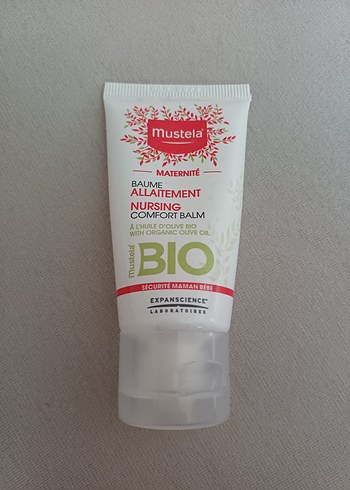 mustela®
MATERNITÉ
BAUME
ALLAITEMENT
NURSING
COMFORT BALM
À L'HUILE D'OLIVE BIO
WITH ORGANIC OLIVE OIL
mustela®
BIO
SÉCURITÉ MAMAN BÉBÉ
EXPANSCIENCE®
LABORATOIRES